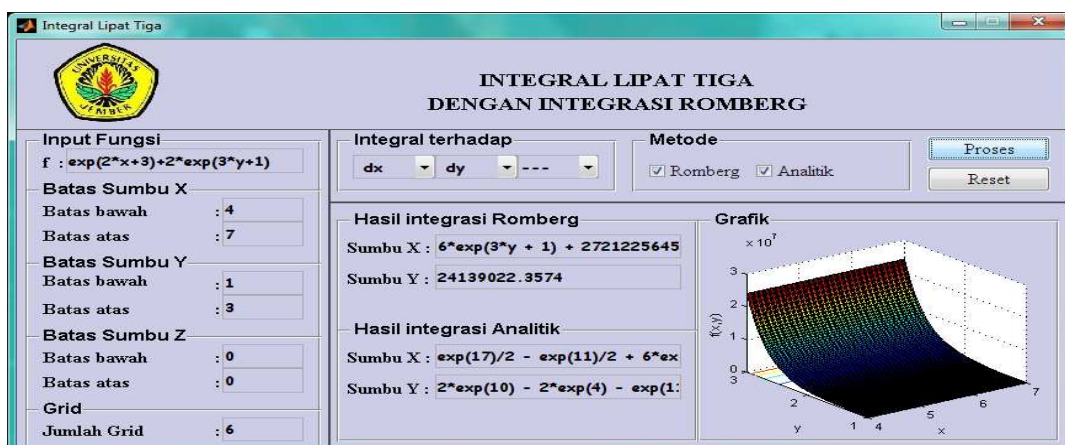 Integral Lipat Tiga
UNIVERSITAS
JEMBER
INTEGRAL LIPAT TIGA
DENGAN INTEGRASI ROMBERG
Input Fungsi
f : exp(2*x+3)+2*exp(3*y+1)
Batas Sumbu X
Batas bawah : 4
Batas atas : 7
Batas Sumbu Y
Batas bawah : 1
Batas atas : 3
Batas Sumbu Z
Batas bawah : 0
Batas atas : 0
Grid
Jumlah Grid : 6
Integral terhadap
dx dy ---
Metode
Romberg Analitik
Proses
Reset
Hasil integrasi Romberg
Sumbu X : 6*exp(3*y + 1) + 2721225645
Sumbu Y : 24139022.3574
Hasil integrasi Analitik
Sumbu X : exp(17)/2 - exp(11)/2 + 6*ex
Sumbu Y : 2*exp(10) - 2*exp(4) - exp(1
Grafik
x 10^7
3
2
1
0
f(x,y)
3
2
1
y
4
5
6
7
x